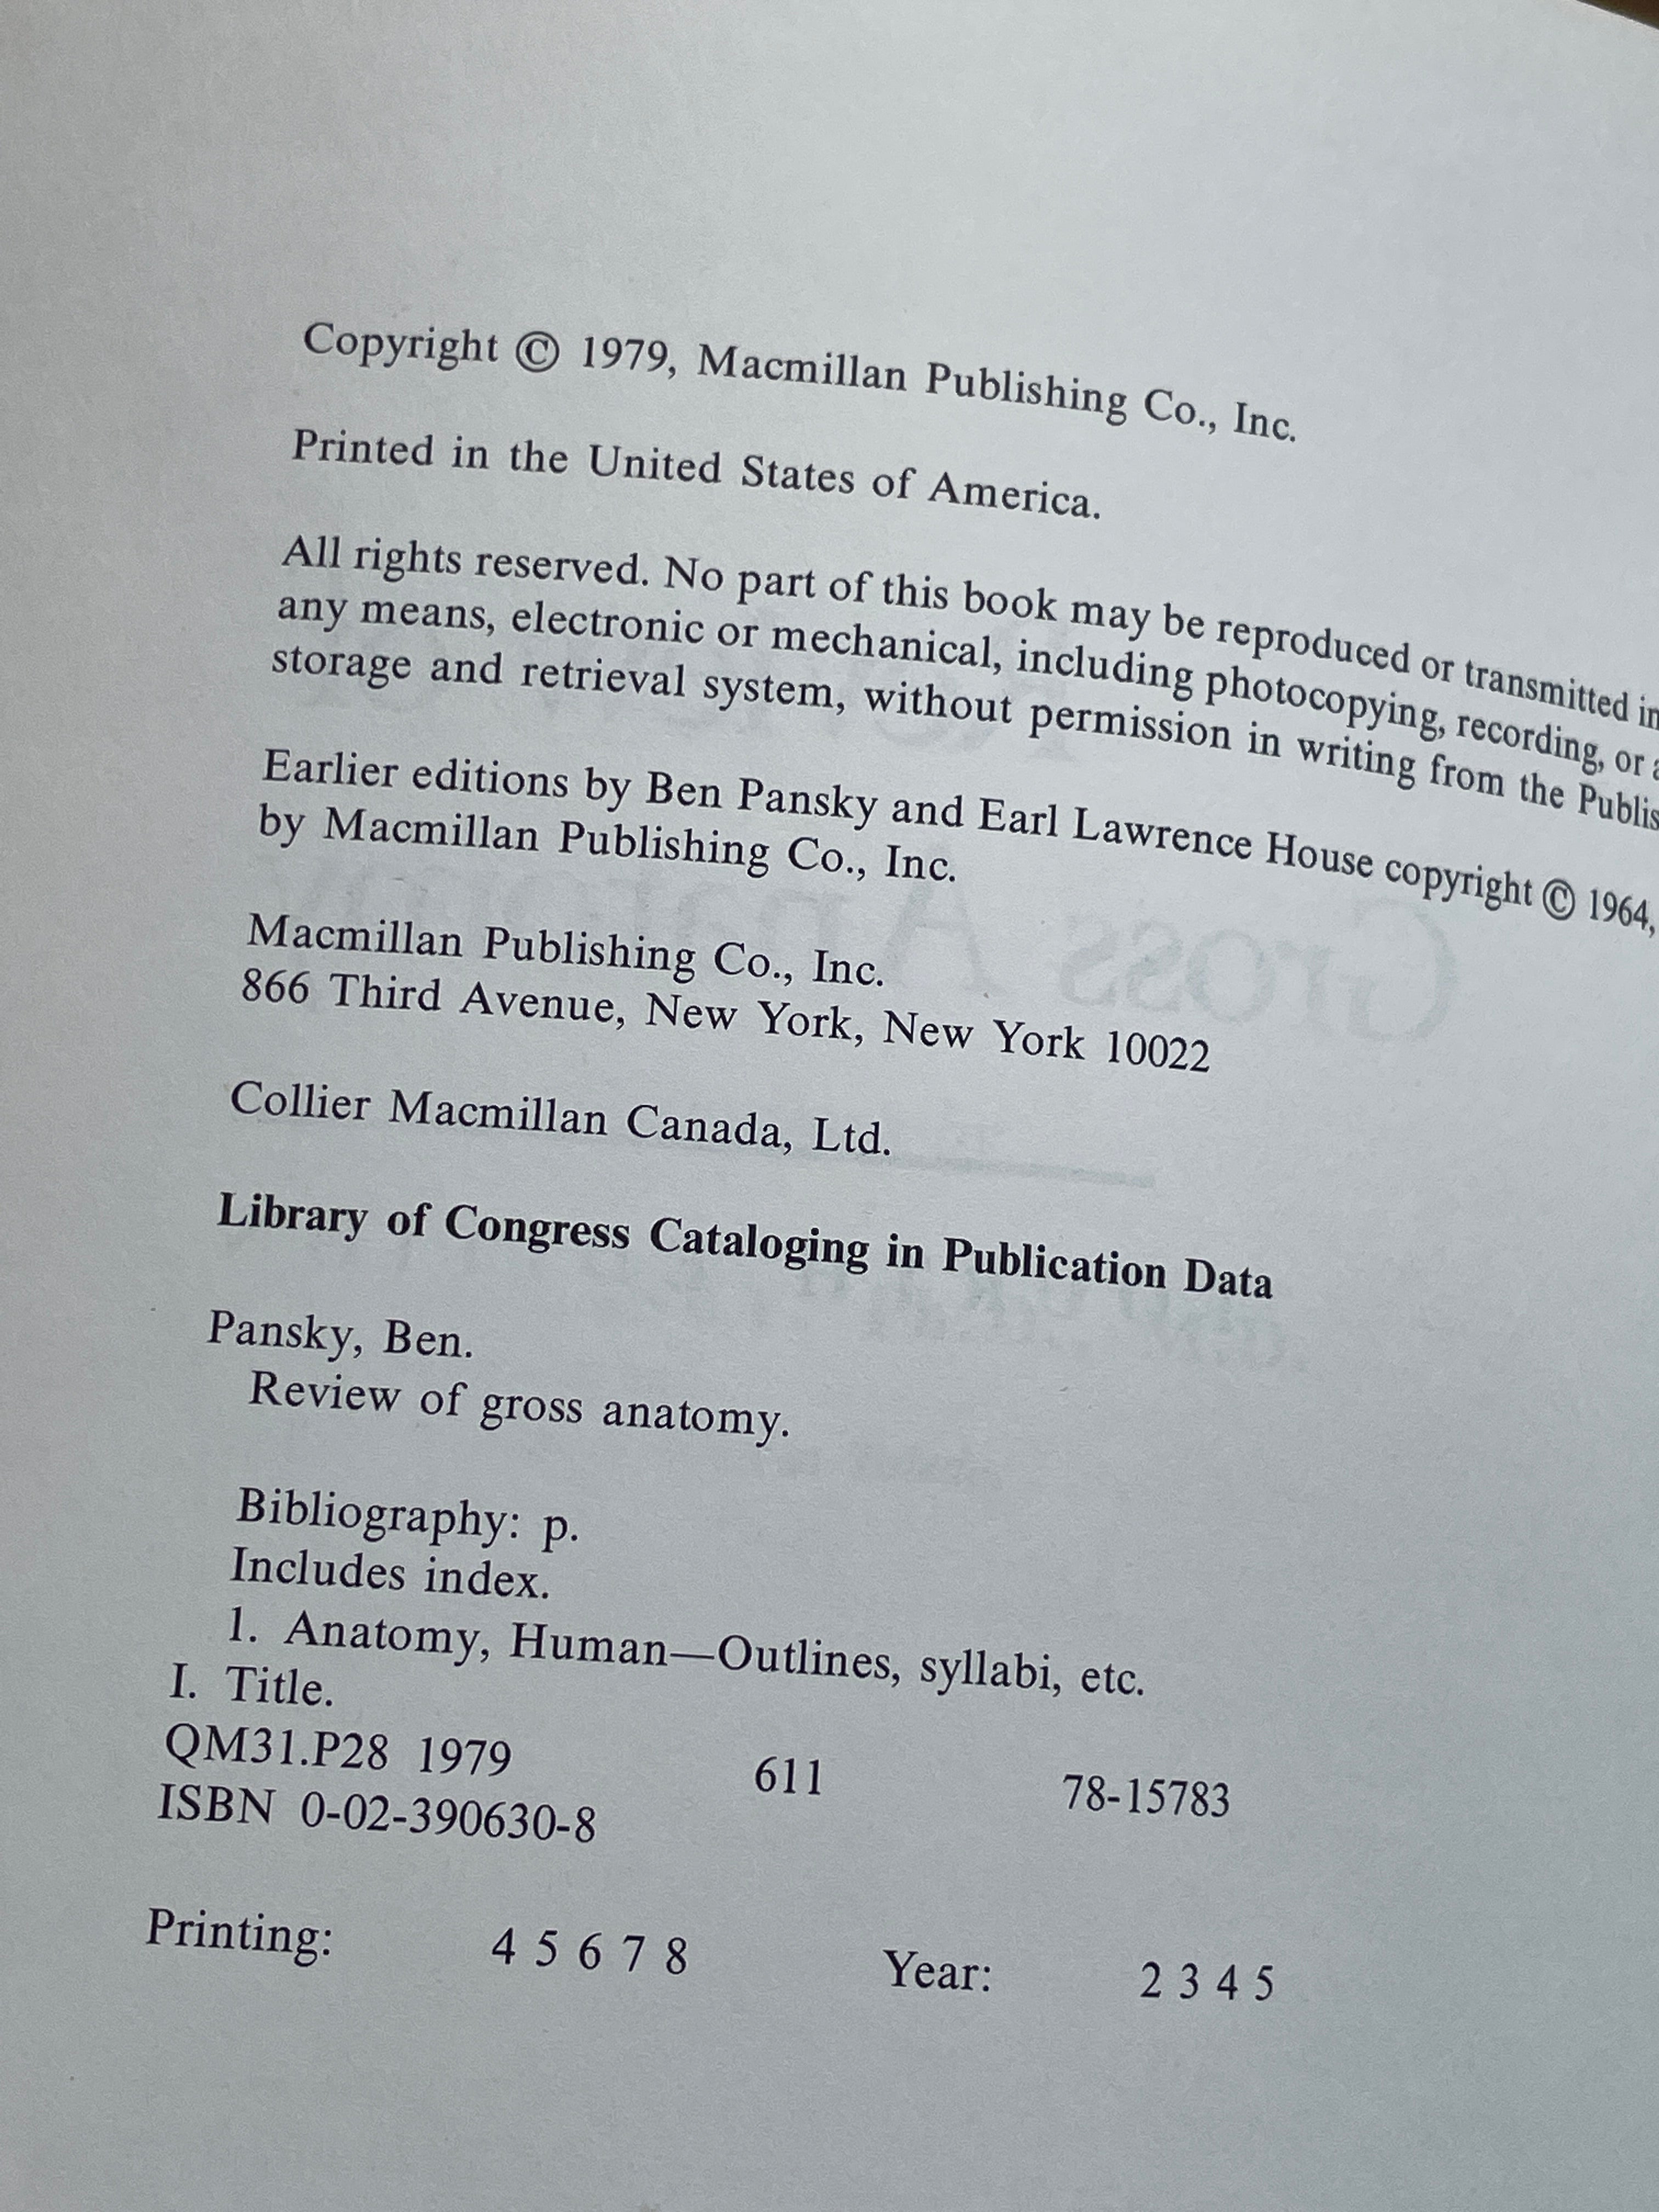 Copyright © 1979, Macmillan Publishing Co., Inc.
Printed in the United States of America.
All rights reserved. No part of this book may be reproduced or transmitted in
any means, electronic or mechanical, including photocopying, recording, or
storage and retrieval system, without permission in writing from the
Earlier editions by Ben Pansky and Earl Lawrence House copyright © 1964,
by Macmillan Publishing Co., Inc.
Macmillan Publishing Co., Inc.
866 Third Avenue, New York, New York 10022
Collier Macmillan Canada, Ltd.
Library of Congress Cataloging in Publication Data
Pansky, Ben.
Review of gross anatomy.
Bibliography: p.
Includes index.
1. Anatomy, Human—Outlines, syllabi, etc.
I. Title.
QM31.P28 1979 611 78-15783
ISBN 0-02-390630-8
Printing: 4 5 6 7 8 Year: 2 3 4 5